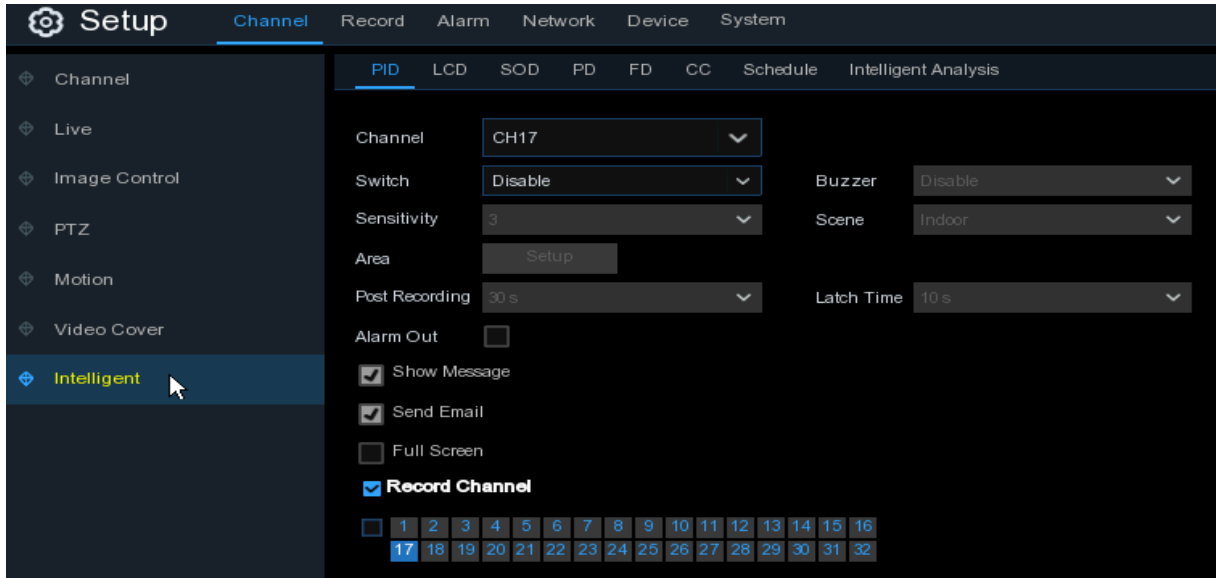 Setup Channel Record Alarm Network Device System
Channel
Live
Image Control
PTZ
Motion
Video Cover
Intelligent
PID LCD SOD PD FD CC Schedule Intelligent Analysis
Channel CH17
Switch Disable Buzzer Disable
Sensitivity 3 Scene Indoor
Area Setup
Post Recording 30 s Latch Time 10 s
Alarm Out
Show Message
Send Email
Full Screen
Record Channel
1 2 3 4 5 6 7 8 9 10 11 12 13 14 15 16
17 18 19 20 21 22 23 24 25 26 27 28 29 30 31 32